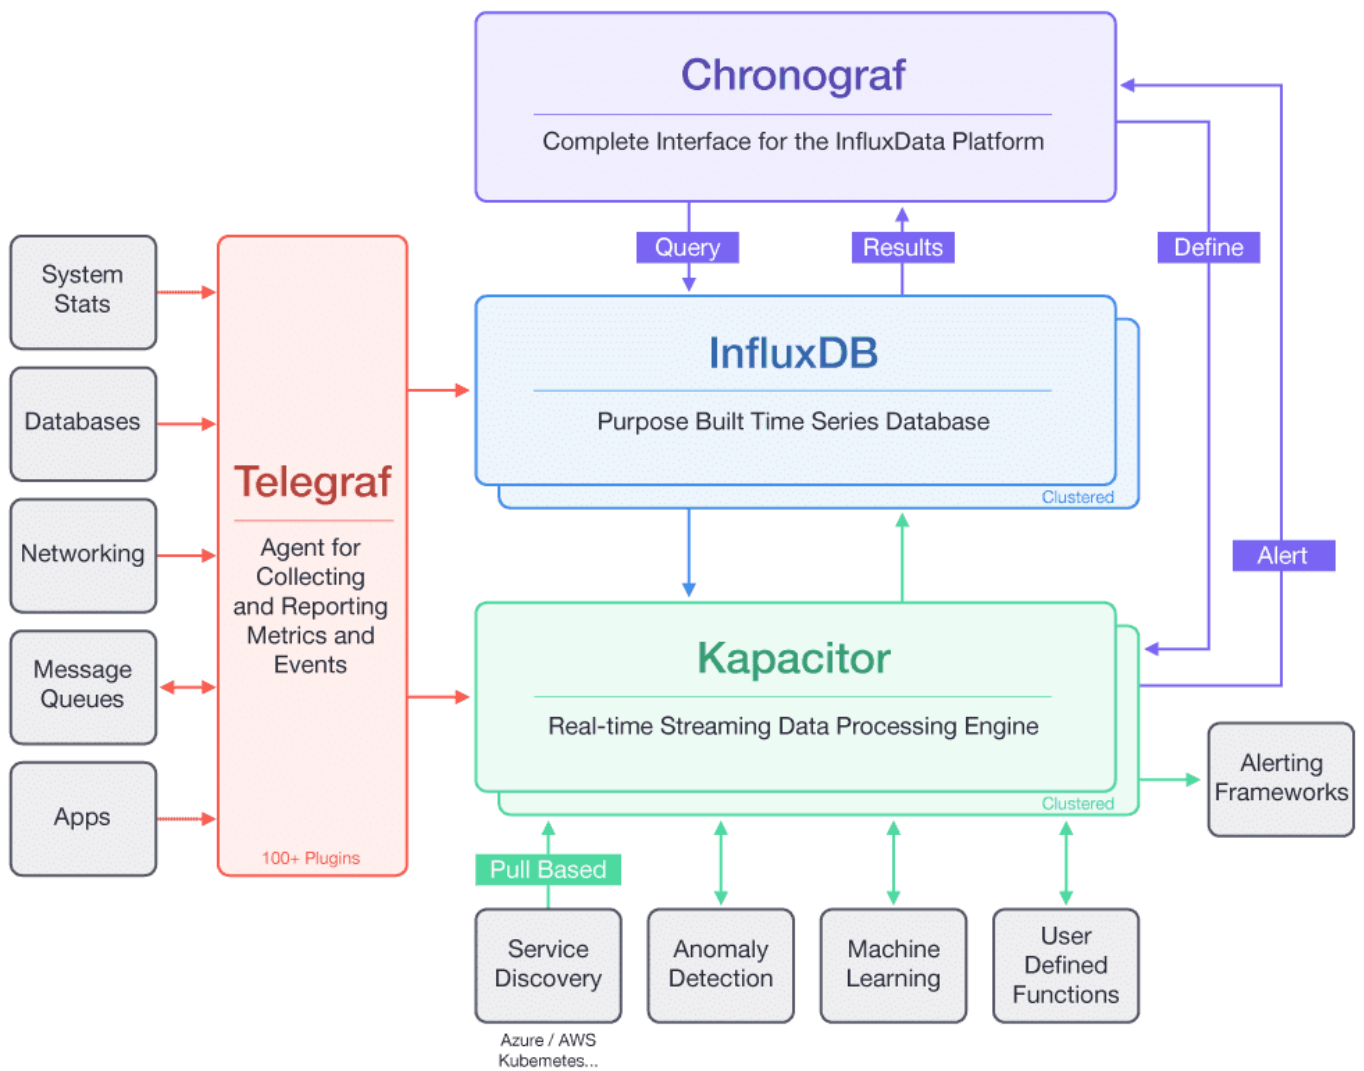 Chronograf
Complete Interface for the InfluxData Platform
Query
Results
Define
System
Stats
Databases
Networking
Message
Queues
Apps
Telegraf
Agent for
Collecting
and Reporting
Metrics and
Events
100+ Plugins
InfluxDB
Purpose Built Time Series Database
Clustered
Alert
Kapacitor
Real-time Streaming Data Processing Engine
Clustered
Alerting
Frameworks
Pull Based
Service
Discovery
Azure / AWS
Kubemetes...
Anomaly
Detection
Machine
Learning
User
Defined
Functions